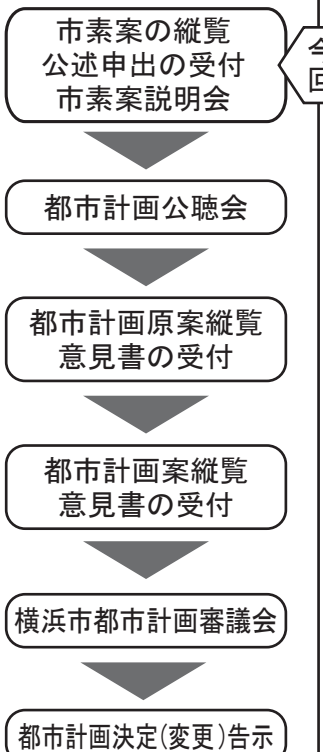 市素案の縦覧
公述申出の受付
市素案説明会
今回
都市計画公聴会
都市計画原案縦覧
意見書の受付
都市計画案縦覧
意見書の受付
横浜市都市計画審議会
都市計画決定(変更)告示